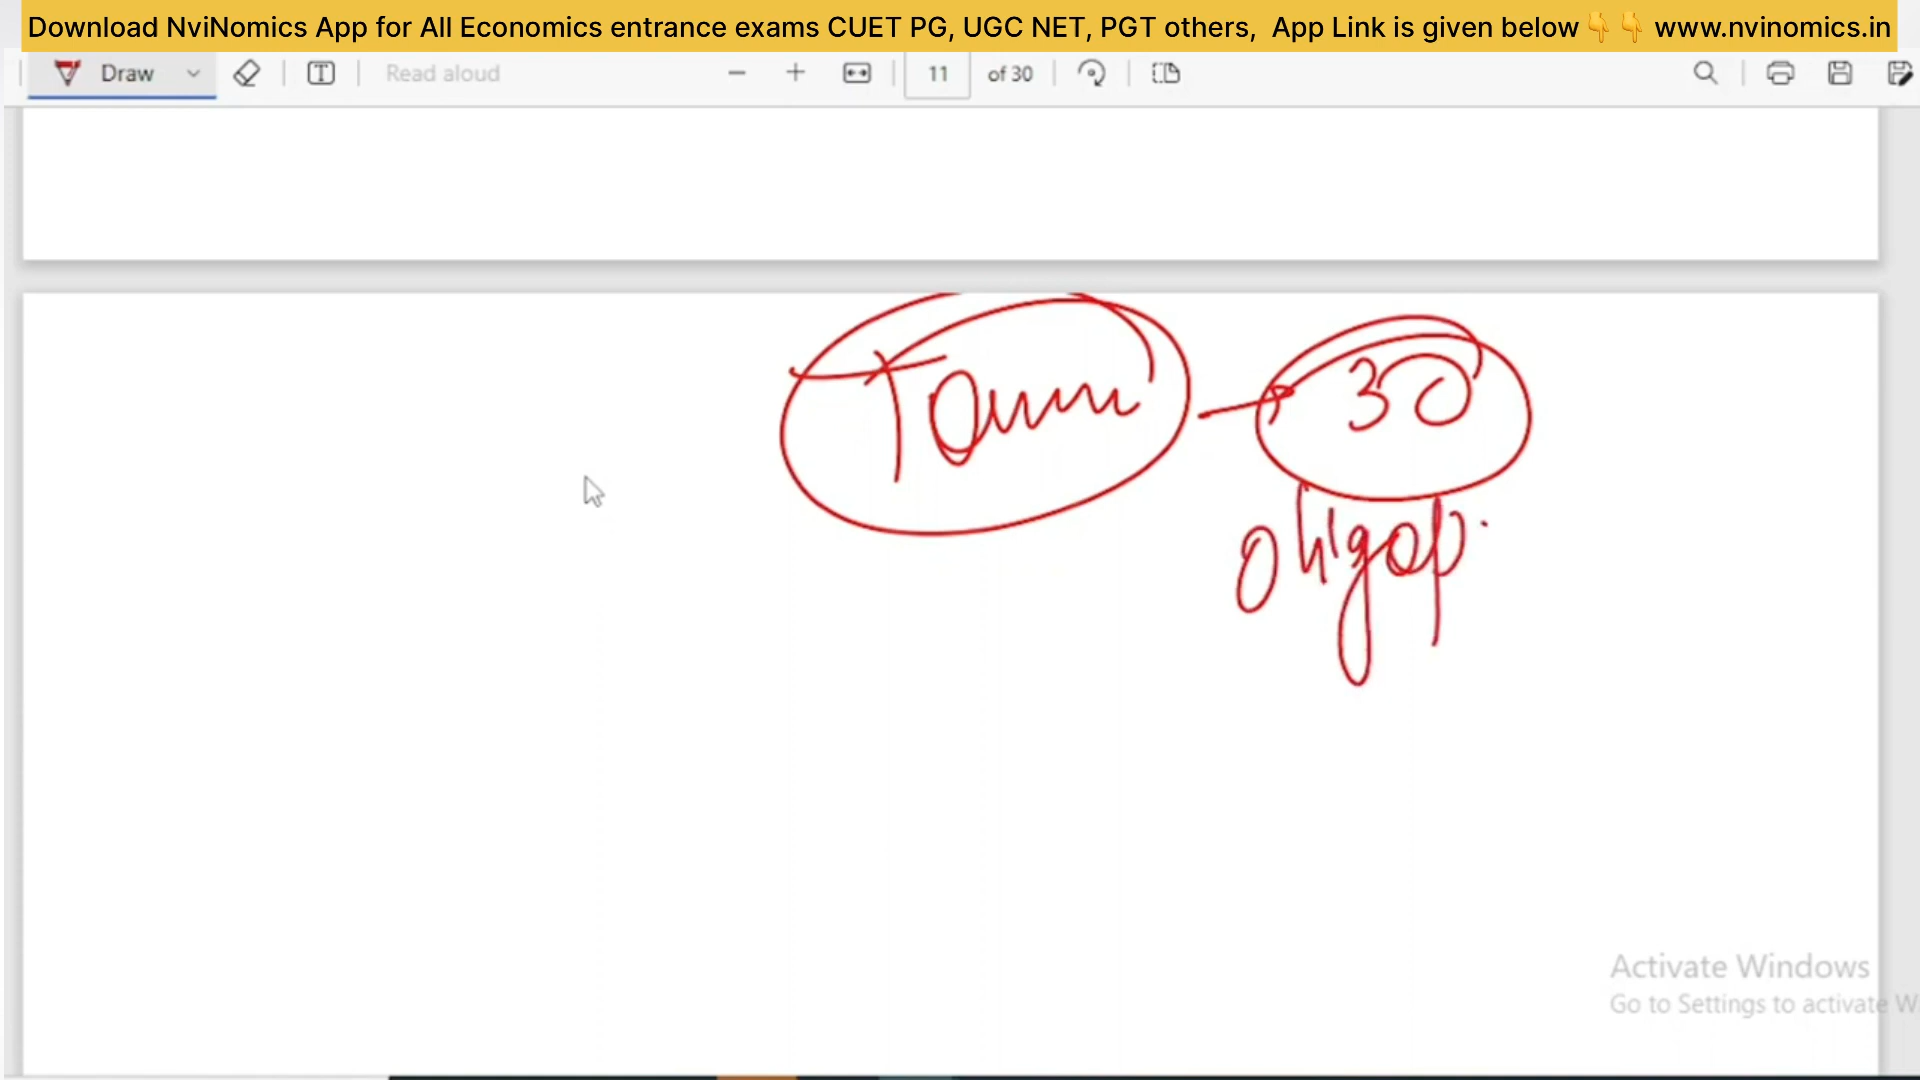 Download NviNomics App for All Economics entrance exams CUET PG, UGC NET, PGT others, App Link is given below👇👇 www.nvinomics.in
Draw Read aloud 11 of 30
30
oligop.
Activate Windows
Go to Settings to activate W